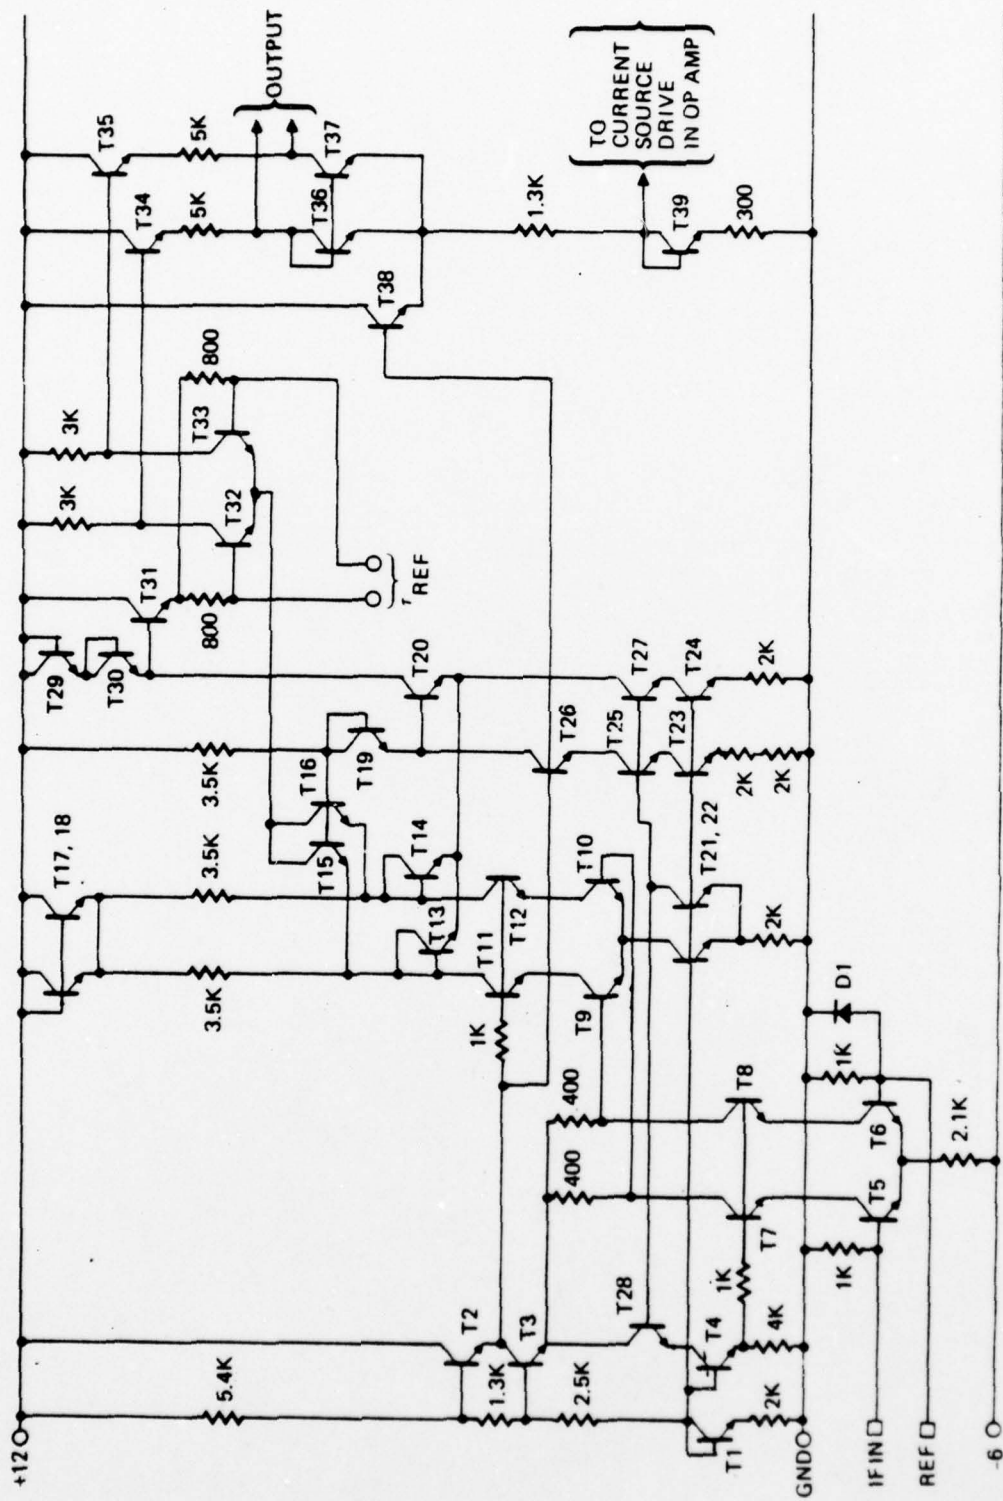 +12
5.4K
T2
1.3K
T3
2.5K
T28
T1
T4
2K
4K
GND
IF IN
REF
-6
1K
T7
T8
1K
T5
T6
1K
D1
2.1K
400
400
1K
T9
T10
T11
T12
T13
T14
T15
T16
T17, 18
3.5K
3.5K
3.5K
T19
T20
T21, 22
2K
T26
T25
T27
T23
T24
2K
2K
2K
T29
T30
T31
800
800
T32
T33
3K
3K
τ REF
T34
T35
5K
5K
T36
T37
T38
OUTPUT
1.3K
T39
300
TO
CURRENT
SOURCE
DRIVE
IN OP AMP